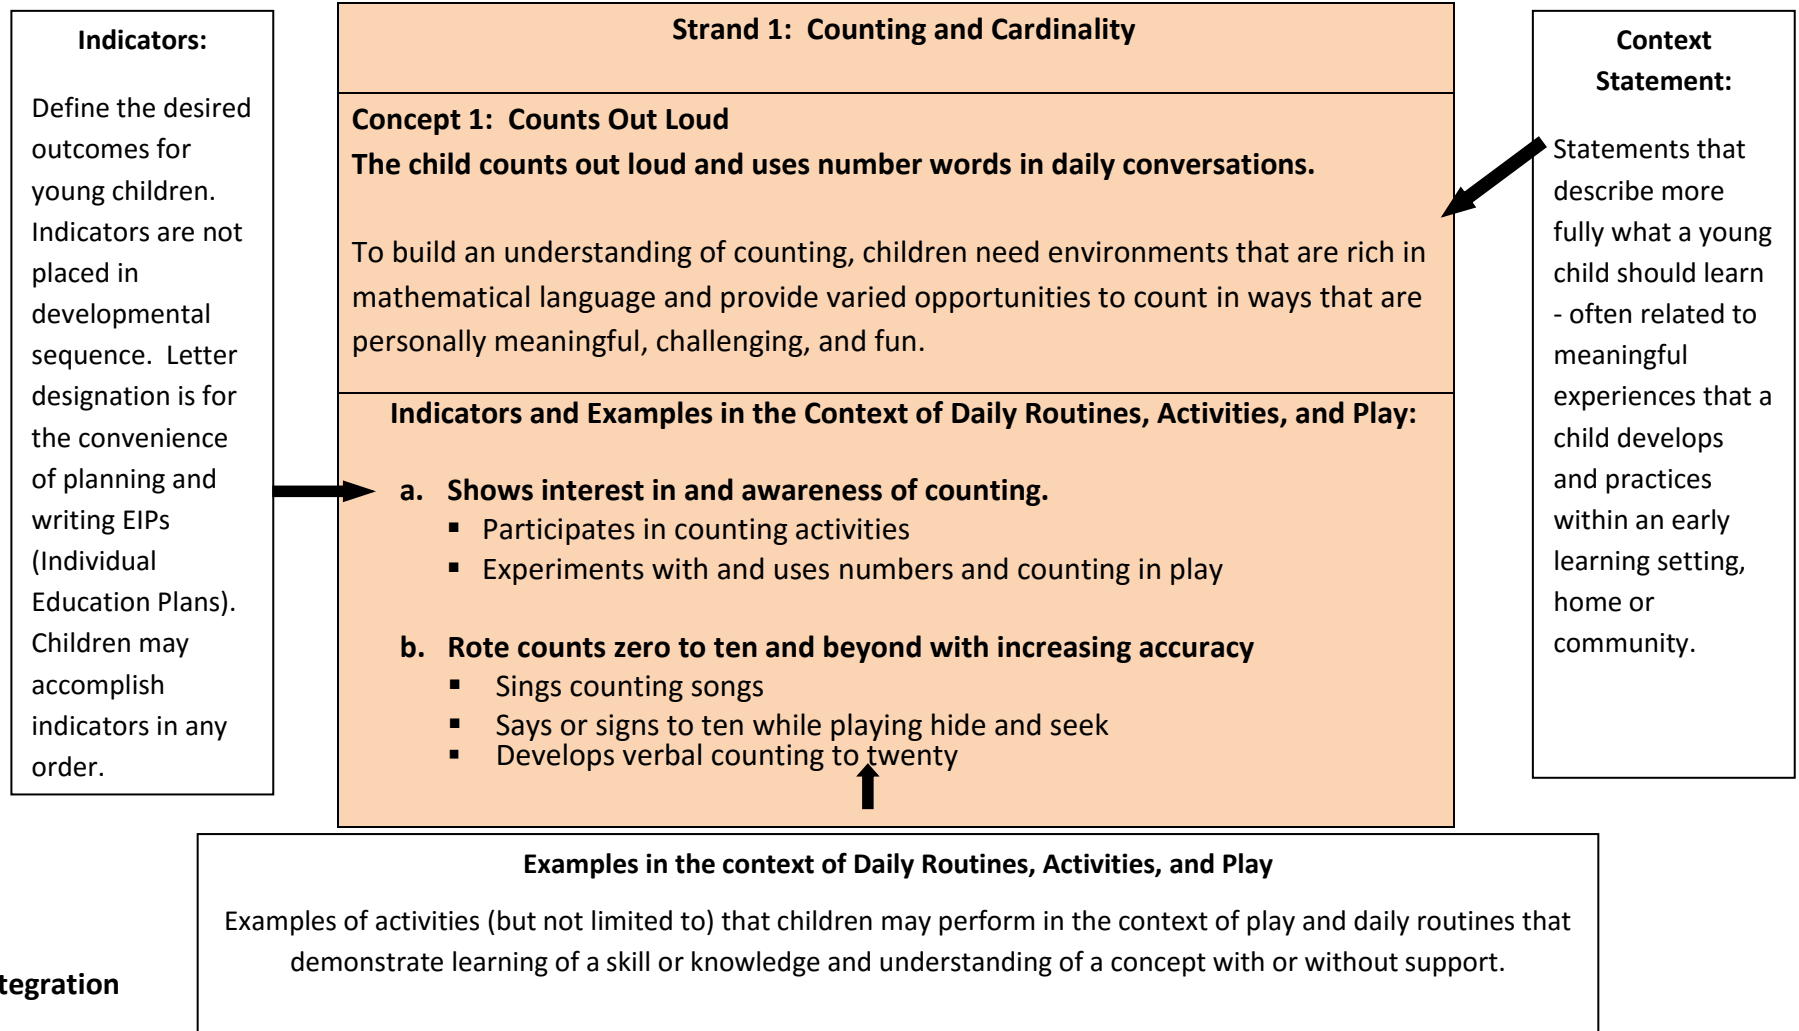 Indicators:
Define the desired
outcomes for
young children.
Indicators are not
placed in
developmental
sequence.  Letter
designation is for
the convenience
of planning and
writing EIPs
(Individual
Education Plans).
Children may
accomplish
indicators in any
order.
Strand 1:  Counting and Cardinality
Concept 1:  Counts Out Loud
The child counts out loud and uses number words in daily conversations.
To build an understanding of counting, children need environments that are rich in
mathematical language and provide varied opportunities to count in ways that are
personally meaningful, challenging, and fun.
Indicators and Examples in the Context of Daily Routines, Activities, and Play:
a. Shows interest in and awareness of counting.
▪ Participates in counting activities
▪ Experiments with and uses numbers and counting in play
b. Rote counts zero to ten and beyond with increasing accuracy
▪ Sings counting songs
▪ Says or signs to ten while playing hide and seek
▪ Develops verbal counting to twenty
Context
Statement:
Statements that
describe more
fully what a young
child should learn
- often related to
meaningful
experiences that a
child develops
and practices
within an early
learning setting,
home or
community.
Examples in the context of Daily Routines, Activities, and Play
Examples of activities (but not limited to) that children may perform in the context of play and daily routines that
demonstrate learning of a skill or knowledge and understanding of a concept with or without support.
tegration